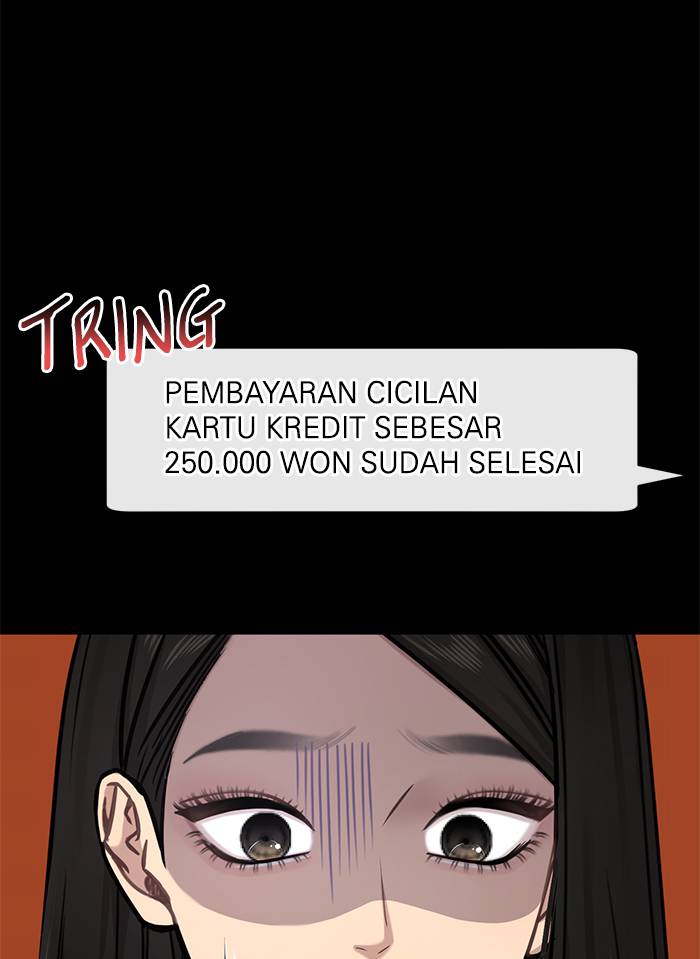 TRING
PEMBAYARAN CICILAN
KARTU KREDIT SEBESAR
250.000 WON SUDAH SELESAI